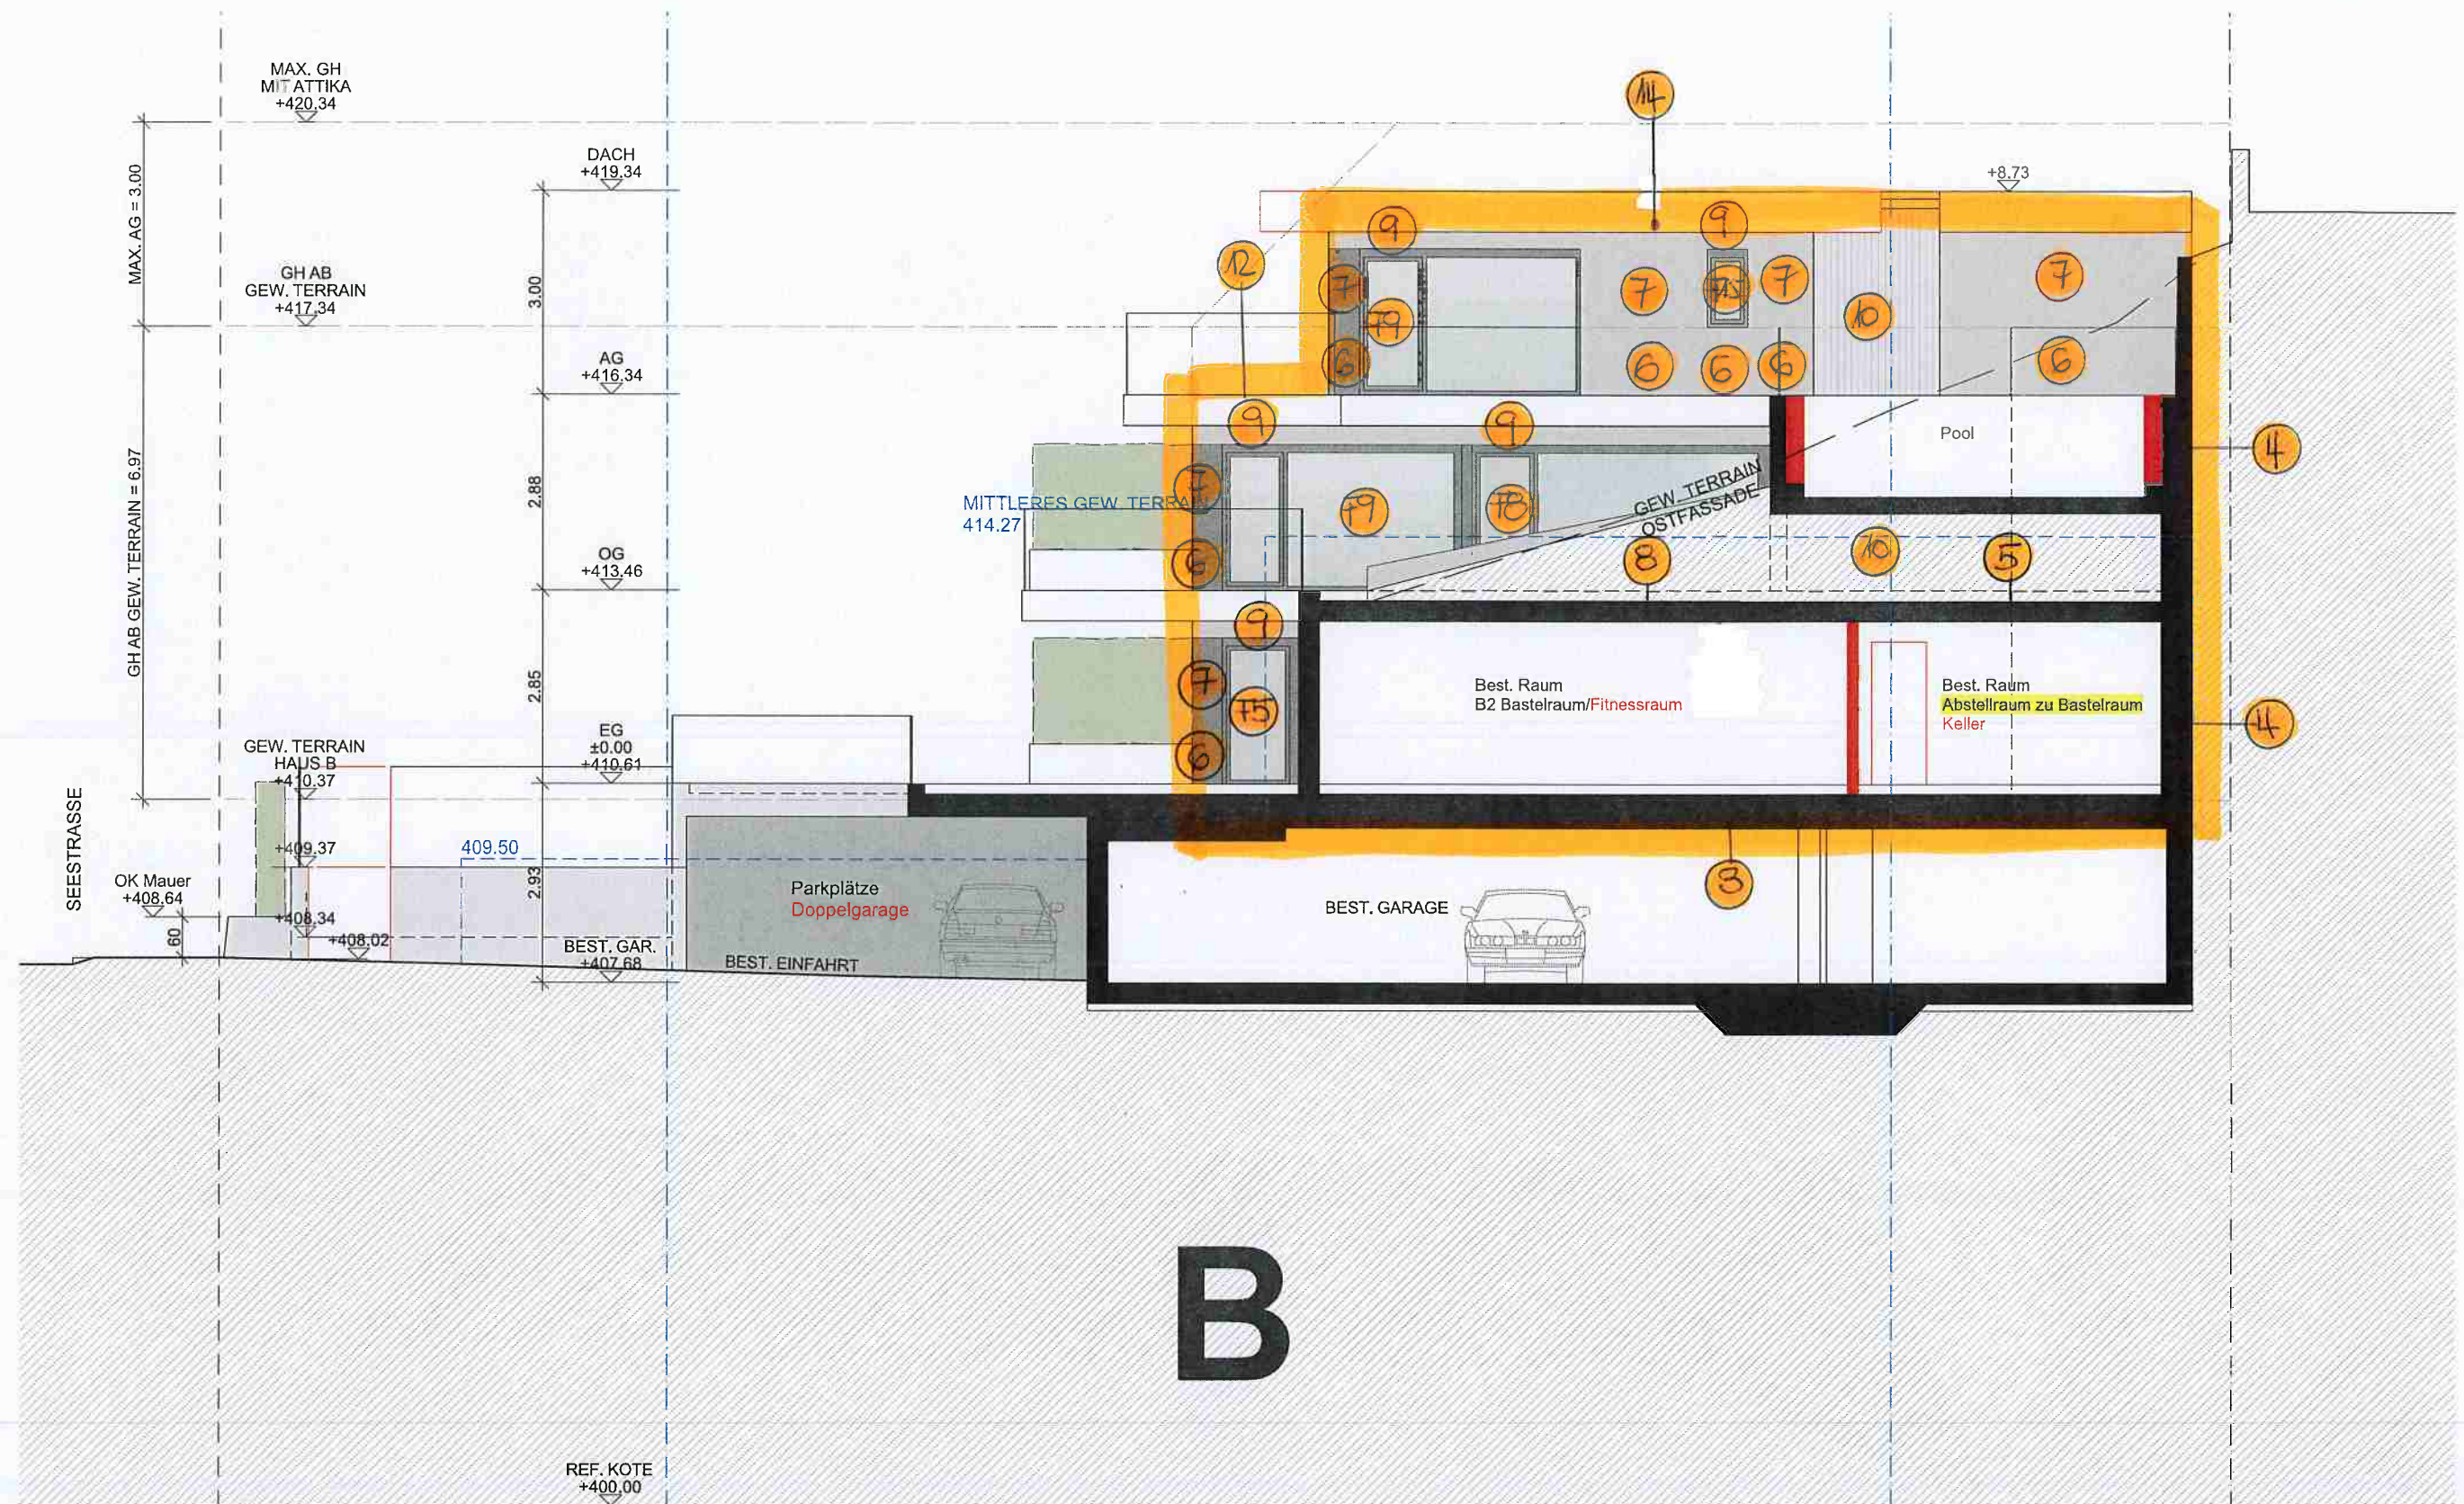 MAX. GH
MIT ATTIKA
+420.34
MAX. AG = 3.00
DACH
+419.34
+8.73
14
9
9
12
3.00
GH AB
GEW. TERRAIN
+417.34
7
7
7
7
10
6
6
6
6
6
AG
+416.34
9
9
Pool
4
GH AB GEW. TERRAIN = 6.97
2.88
MITTLERES GEW. TERRAIN
414.27
7
GEW. TERRAIN
OSTFASSADE
6
8
10
5
OG
+413.46
9
2.85
7
6
Best. Raum
B2 Bastelraum/Fitnessraum
Best. Raum
Abstellraum zu Bastelraum
Keller
4
EG
±0.00
+410.61
GEW. TERRAIN
HAUS B
+410.37
SEESTRASSE
+409.37
409.50
OK Mauer
+408.64
60
+408.34
+408.02
2.93
Parkplätze
Doppelgarage
BEST. GARAGE
3
BEST. GAR.
+407.68
BEST. EINFAHRT
B
REF. KOTE
+400.00